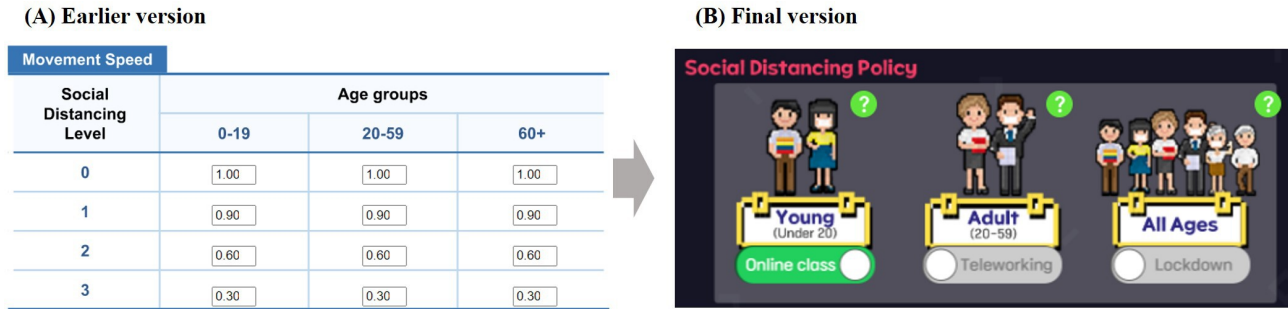 (A) Earlier version
Movement Speed
Social Distancing Level
Age groups
0-19 20-59 60+
0 1.00 1.00 1.00
1 0.90 0.90 0.90
2 0.60 0.60 0.60
3 0.30 0.30 0.30
(B) Final version
Social Distancing Policy
? ? ?
Young
(Under 20)
Online class
Adult
(20-59)
Teleworking
All Ages
Lockdown